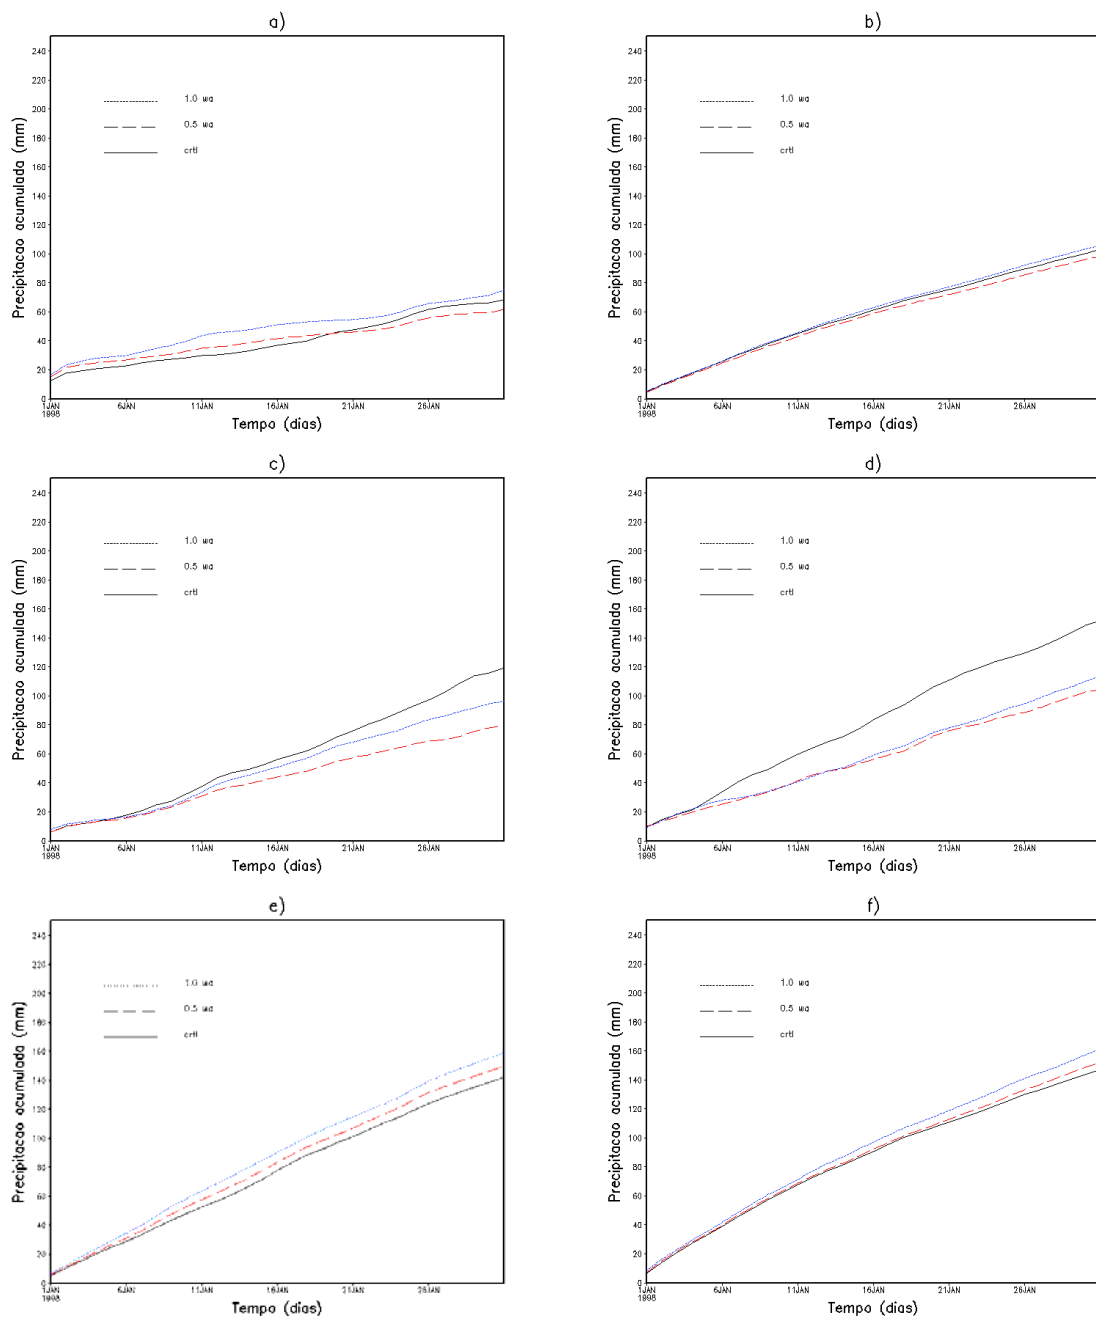 a)
Precipitacao acumulada (mm)
240
220
200
180
160
140
120
100
80
60
40
20
0
1.0 wa
0.5 wa
crtl
1JAN
1998
6JAN
11JAN
16JAN
21JAN
26JAN
Tempo (dias)
b)
Precipitacao acumulada (mm)
240
220
200
180
160
140
120
100
80
60
40
20
0
1.0 wa
0.5 wa
crtl
1JAN
1998
6JAN
11JAN
16JAN
21JAN
26JAN
Tempo (dias)
c)
Precipitacao acumulada (mm)
240
220
200
180
160
140
120
100
80
60
40
20
0
1.0 wa
0.5 wa
crtl
1JAN
1998
6JAN
11JAN
16JAN
21JAN
26JAN
Tempo (dias)
d)
Precipitacao acumulada (mm)
240
220
200
180
160
140
120
100
80
60
40
20
0
1.0 wa
0.5 wa
crtl
1JAN
1998
6JAN
11JAN
16JAN
21JAN
26JAN
Tempo (dias)
e)
Precipitacao acumulada (mm)
240
220
200
180
160
140
120
100
80
60
40
20
0
1.0 wa
0.5 wa
crtl
1JAN
1998
6JAN
11JAN
16JAN
21JAN
26JAN
Tempo (dias)
f)
Precipitacao acumulada (mm)
240
220
200
180
160
140
120
100
80
60
40
20
0
1.0 wa
0.5 wa
crtl
1JAN
1998
6JAN
11JAN
16JAN
21JAN
26JAN
Tempo (dias)